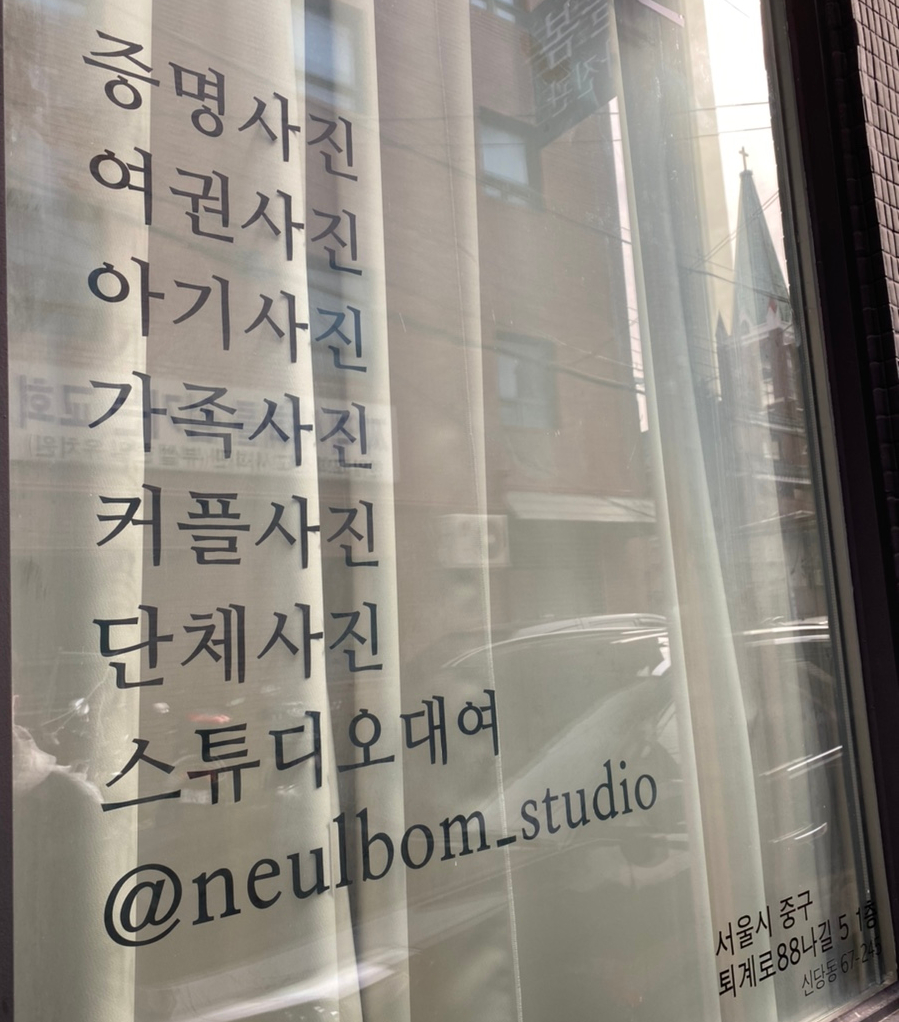 증명사진
여권사진
아기사진
가족사진
커플사진
단체사진
스튜디오대여
@neulbom_studio
서울시 중구
퇴계로88나길 5 1층
신당동 67-245